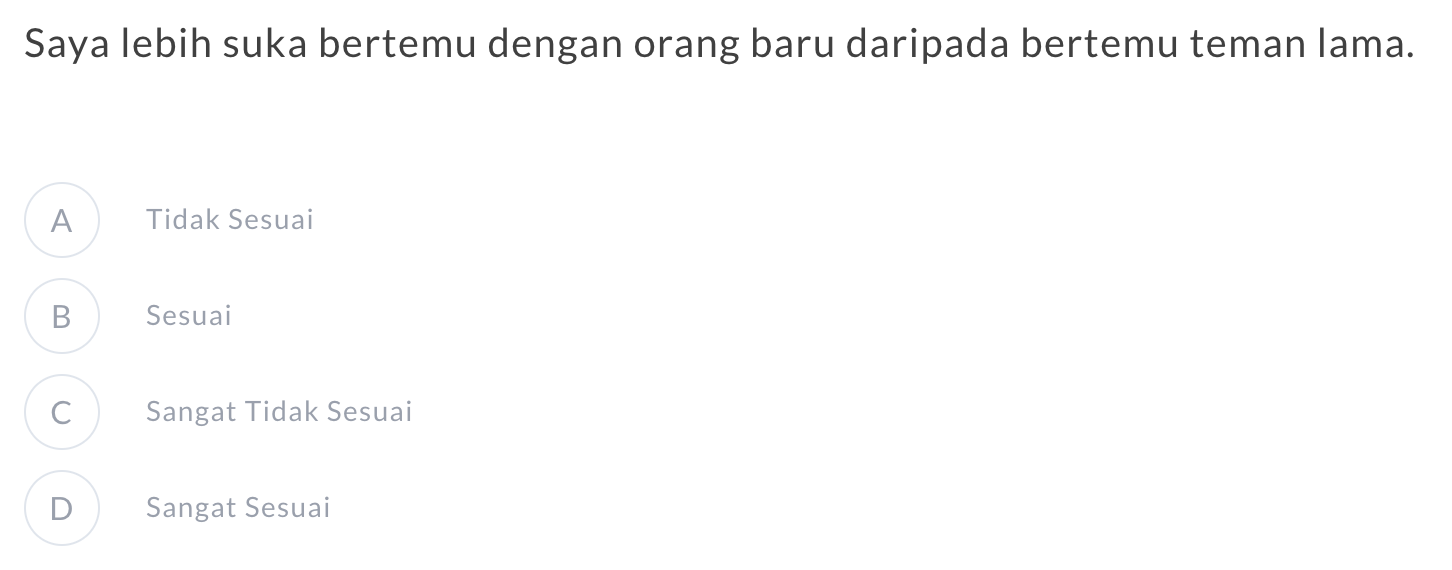 Saya lebih suka bertemu dengan orang baru daripada bertemu teman lama.
A Tidak Sesuai
B Sesuai
C Sangat Tidak Sesuai
D Sangat Sesuai